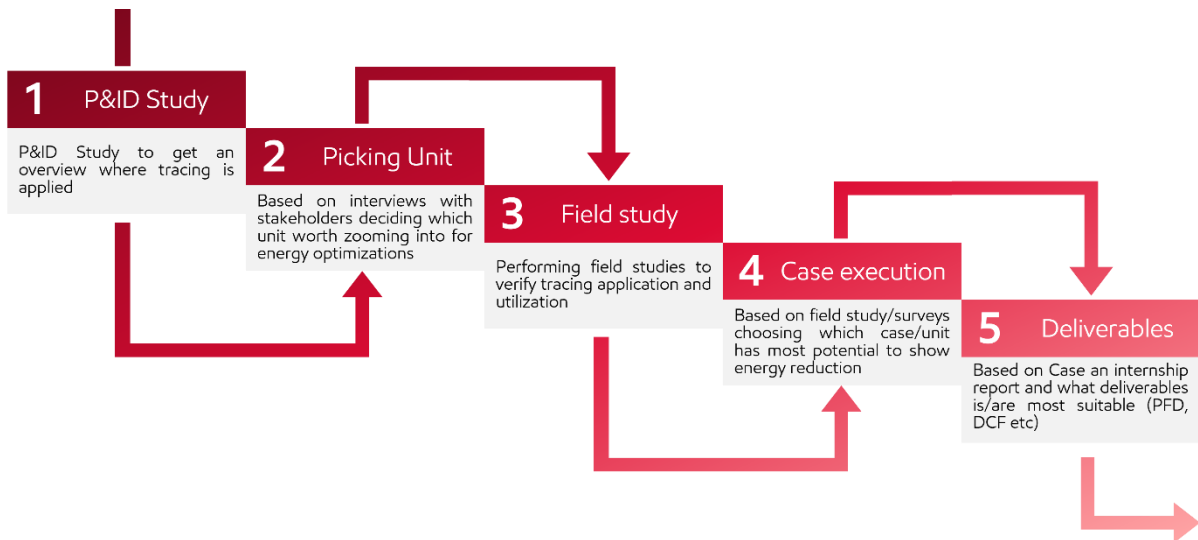 1 P&ID Study
P&ID Study to get an
overview where tracing is
applied
2 Picking Unit
Based on interviews with
stakeholders deciding which
unit worth zooming into for
energy optimizations
3 Field study
Performing field studies to
verify tracing application and
utilization
4 Case execution
Based on field study/surveys
choosing which case/unit
has most potential to show
energy reduction
5 Deliverables
Based on Case an internship
report and what deliverables
is/are most suitable (PFD,
DCF etc)